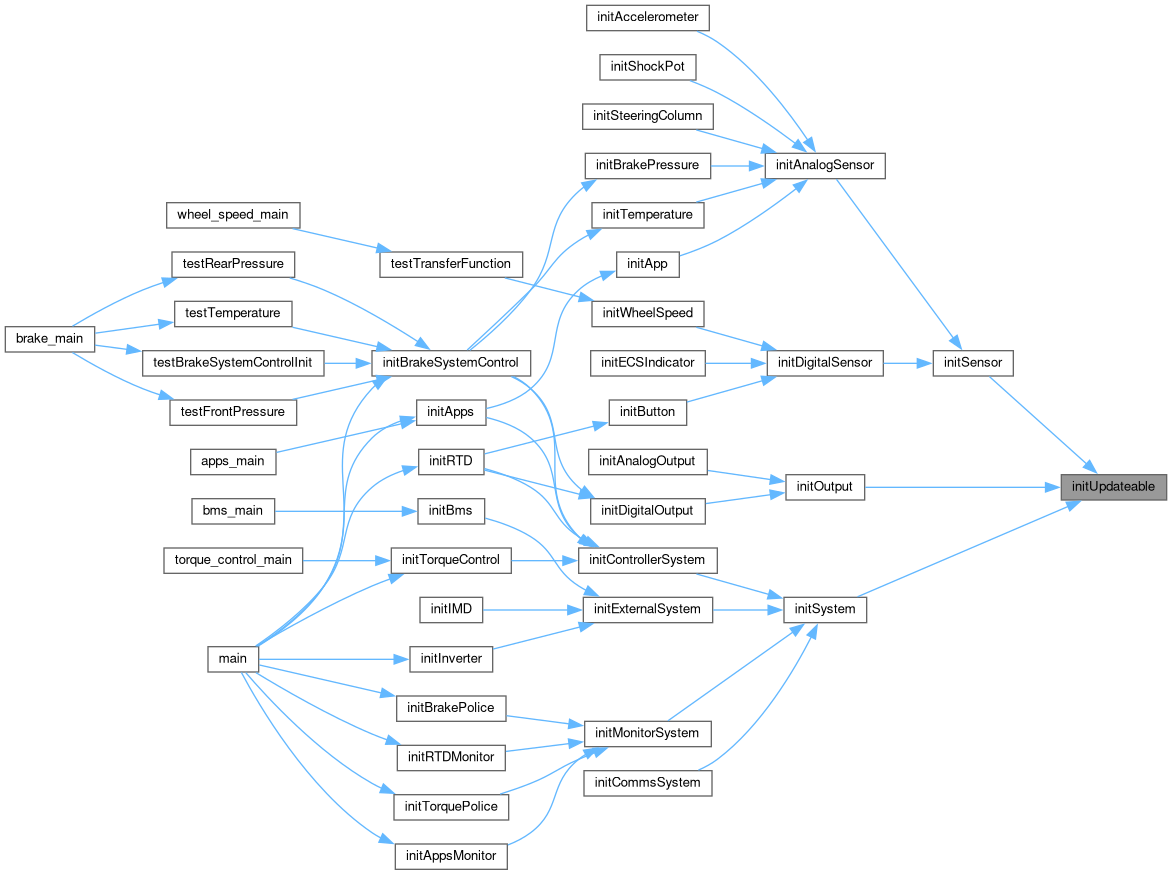 initAccelerometer
initShockPot
initSteeringColumn
initBrakePressure
initAnalogSensor
initTemperature
wheel_speed_main
testRearPressure
testTransferFunction
initApp
testTemperature
initWheelSpeed
brake_main
testBrakeSystemControlInit
initBrakeSystemControl
initECSIndicator
initDigitalSensor
initSensor
testFrontPressure
initApps
initButton
apps_main
initRTD
initAnalogOutput
initOutput
initUpdateable
bms_main
initBms
initDigitalOutput
torque_control_main
initTorqueControl
initControllerSystem
initIMD
initExternalSystem
initSystem
main
initInverter
initBrakePolice
initMonitorSystem
initRTDMonitor
initCommsSystem
initTorquePolice
initAppsMonitor